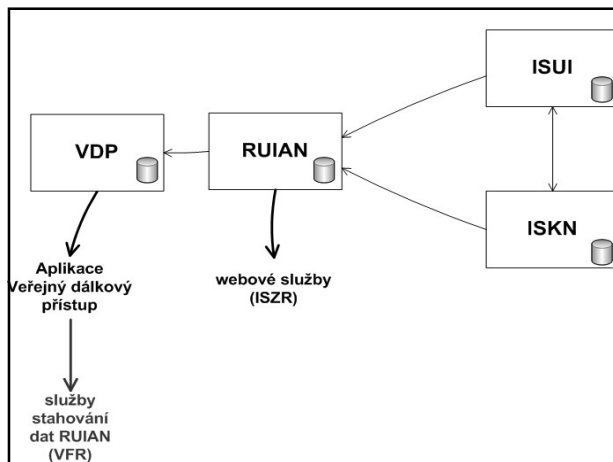 ISUI
VDP
RUIAN
ISKN
Aplikace
Veřejný dálkový
přístup
webové služby
(ISZR)
služby
stahování
dat RUIAN
(VFR)